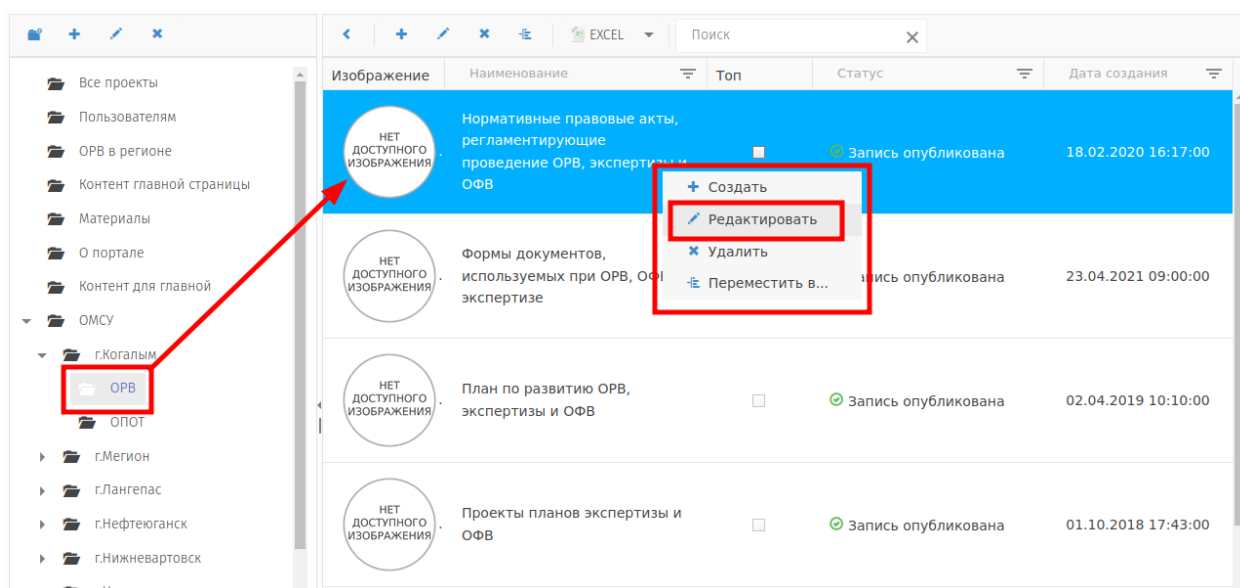 EXCEL
Поиск
Все проекты
Пользователям
ОРВ в регионе
Контент главной страницы
Материалы
О портале
Контент для главной
ОМСУ
г.Когалым
ОРВ
ОПОТ
г.Мегион
г.Лангепас
г.Нефтеюганск
г.Нижневартовск
Изображение
Наименование
Топ
Статус
Дата создания
НЕТ
ДОСТУПНОГО
ИЗОБРАЖЕНИЯ
Нормативные правовые акты,
регламентирующие
проведение ОРВ, экспертизы и
ОФВ
Запись опубликована
18.02.2020 16:17:00
Создать
Редактировать
Удалить
Переместить в...
НЕТ
ДОСТУПНОГО
ИЗОБРАЖЕНИЯ
Формы документов,
используемых при ОРВ,
экспертизе
опубликована
23.04.2021 09:00:00
НЕТ
ДОСТУПНОГО
ИЗОБРАЖЕНИЯ
План по развитию ОРВ,
экспертизы и ОФВ
Запись опубликована
02.04.2019 10:10:00
НЕТ
ДОСТУПНОГО
ИЗОБРАЖЕНИЯ
Проекты планов экспертизы и
ОФВ
Запись опубликована
01.10.2018 17:43:00